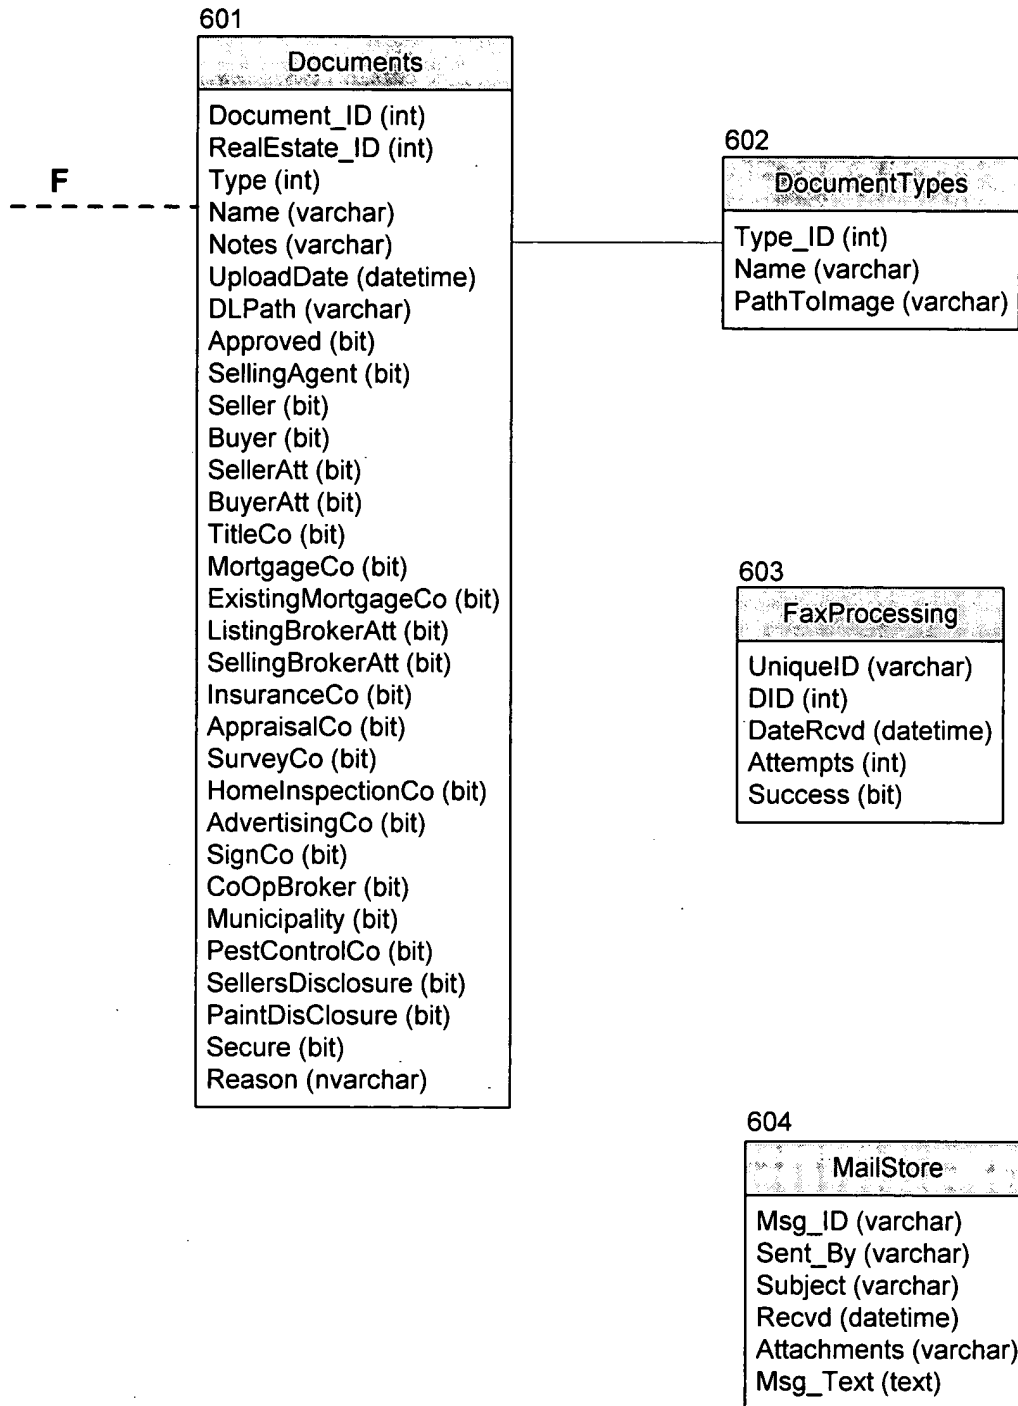 601
Documents
Document_ID (int)
RealEstate_ID (int)
Type (int)
Name (varchar)
Notes (varchar)
UploadDate (datetime)
DLPath (varchar)
Approved (bit)
SellingAgent (bit)
Seller (bit)
Buyer (bit)
SellerAtt (bit)
BuyerAtt (bit)
TitleCo (bit)
MortgageCo (bit)
ExistingMortgageCo (bit)
ListingBrokerAtt (bit)
SellingBrokerAtt (bit)
InsuranceCo (bit)
AppraisalCo (bit)
SurveyCo (bit)
HomeInspectionCo (bit)
AdvertisingCo (bit)
SignCo (bit)
CoOpBroker (bit)
Municipality (bit)
PestControlCo (bit)
SellersDisclosure (bit)
PaintDisClosure (bit)
Secure (bit)
Reason (nvarchar)
F
602
DocumentTypes
Type_ID (int)
Name (varchar)
PathToImage (varchar)
603
FaxProcessing
UniqueID (varchar)
DID (int)
DateRcvd (datetime)
Attempts (int)
Success (bit)
604
MailStore
Msg_ID (varchar)
Sent_By (varchar)
Subject (varchar)
Recvd (datetime)
Attachments (varchar)
Msg_Text (text)